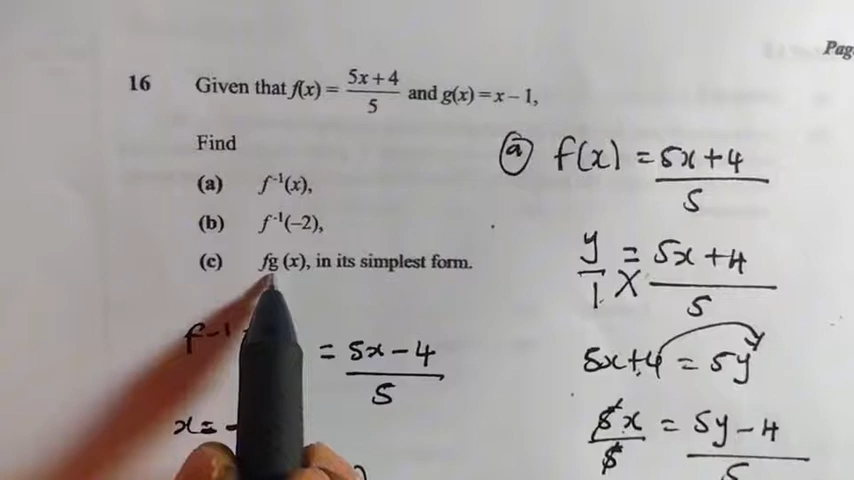 Page
16 Given that f(x) = 5x + 4 / 5 and g(x) = x – 1,
Find
(a) f⁻¹(x),
(b) f⁻¹(–2),
(c) fg (x), in its simplest form.
ⓐ f(x) = 5x + 4 / 5
y / 1 = 5x + 4 / 5
5x + 4 = 5y
5x / 5 = 5y – 4 / 5
f⁻¹ = 5x – 4 / 5
x = –